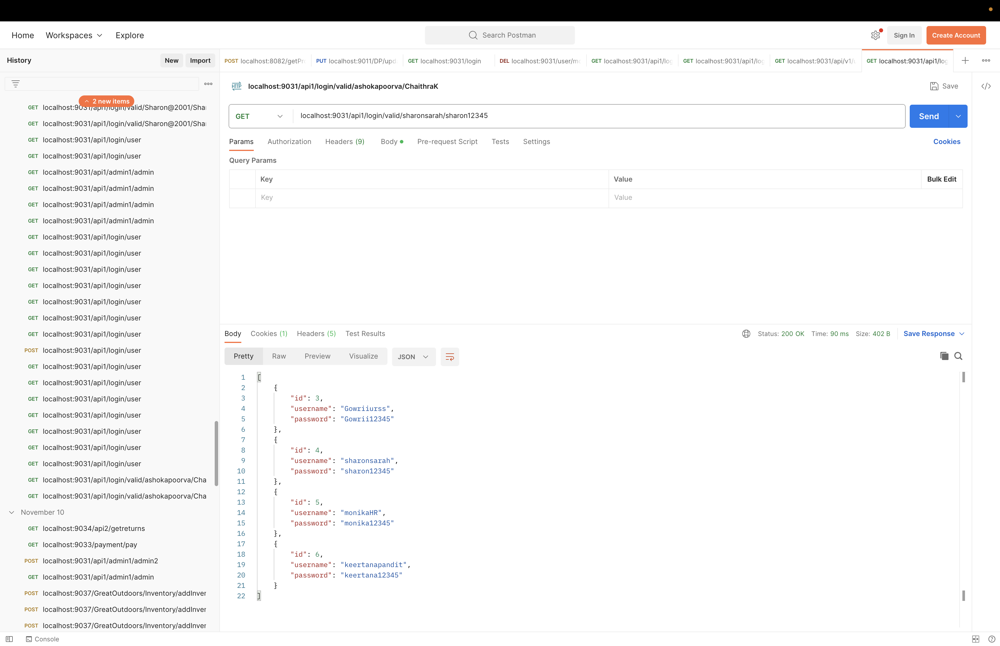 Home Workspaces Explore Search Postman Sign In Create Account
History New Import
POST localhost:8082/getPr PUT localhost:9011/DP/upd GET localhost:9031/login DEL localhost:9031/user/m GET localhost:9031/api1/log GET localhost:9031/api1/log GET localhost:9031/api/v1/ GET localhost:9031/api1/log
2 new items
GET localhost:9031/api1/login/valid/Sharon@2001/Sha
GET localhost:9031/api1/login/valid/Sharon@2001/Sha
GET localhost:9031/api1/login/user
GET localhost:9031/api1/login/user
GET localhost:9031/api1/admin1/admin
GET localhost:9031/api1/admin1/admin
GET localhost:9031/api1/admin1/admin
GET localhost:9031/api1/admin1/admin
GET localhost:9031/api1/login/user
GET localhost:9031/api1/login/user
GET localhost:9031/api1/login/user
GET localhost:9031/api1/login/user
GET localhost:9031/api1/login/user
GET localhost:9031/api1/login/user
GET localhost:9031/api1/login/user
POST localhost:9031/api1/login/user
GET localhost:9031/api1/login/user
GET localhost:9031/api1/login/user
GET localhost:9031/api1/login/user
GET localhost:9031/api1/login/user
GET localhost:9031/api1/login/user
GET localhost:9031/api1/login/user
GET localhost:9031/api1/login/user
GET localhost:9031/api1/login/valid/ashokapoorva/Cha
GET localhost:9031/api1/login/valid/ashokapoorva/Cha
November 10
GET localhost:9034/api2/getreturns
GET localhost:9033/payment/pay
POST localhost:9031/api1/admin1/admin2
GET localhost:9031/api1/admin1/admin
POST localhost:9037/GreatOutdoors/Inventory/addInver
POST localhost:9037/GreatOutdoors/Inventory/addInver
POST localhost:9037/GreatOutdoors/Inventory/addInver
HTTP localhost:9031/api1/login/valid/ashokapoorva/ChaithraK Save </>
GET localhost:9031/api1/login/valid/sharonsarah/sharon12345 Send
Params Authorization Headers (9) Body Pre-request Script Tests Settings Cookies
Query Params
Key Value Bulk Edit
Key Value
Body Cookies (1) Headers (5) Test Results Status: 200 OK Time: 90 ms Size: 402 B Save Response
Pretty Raw Preview Visualize JSON
1 [
2 {
3 "id": 3,
4 "username": "Gowriiurss",
5 "password": "Gowrii12345"
6 },
7 {
8 "id": 4,
9 "username": "sharonsarah",
10 "password": "sharon12345"
11 },
12 {
13 "id": 5,
14 "username": "monikaHR",
15 "password": "monika12345"
16 },
17 {
18 "id": 6,
19 "username": "keertanapandit",
20 "password": "keertana12345"
21 }
22 ]
Console